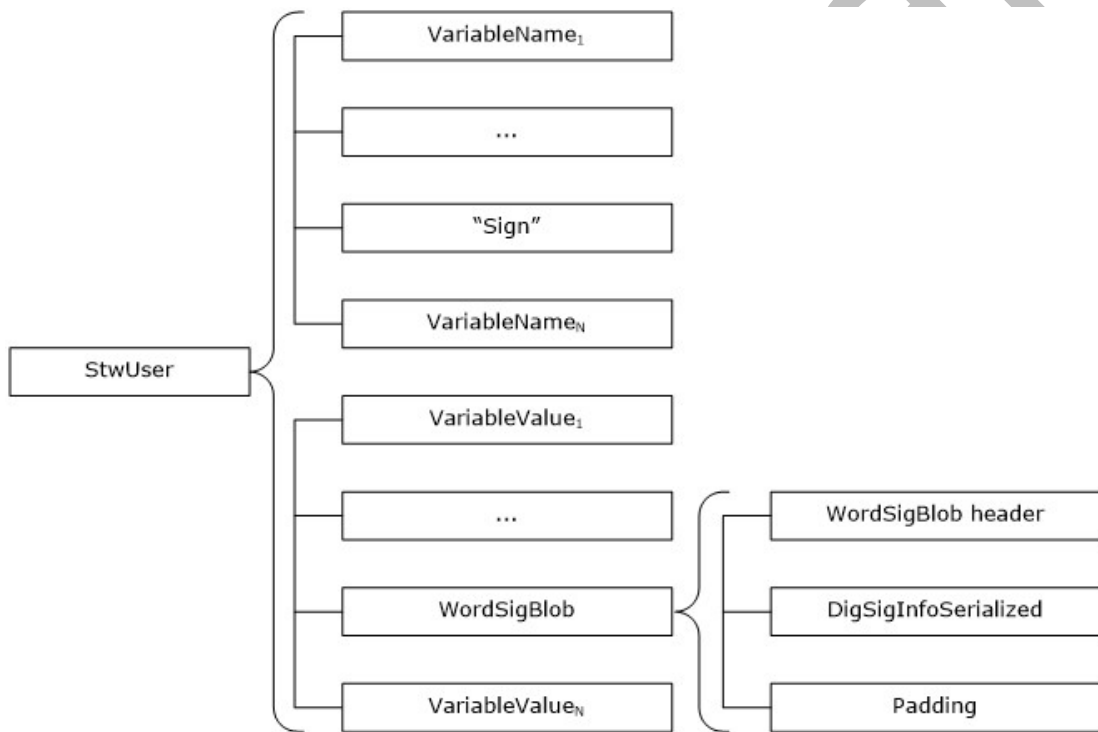 VariableName₁
...
“Sign”
VariableNameₙ
StwUser
VariableValue₁
...
WordSigBlob
VariableValueₙ
WordSigBlob header
DigSigInfoSerialized
Padding